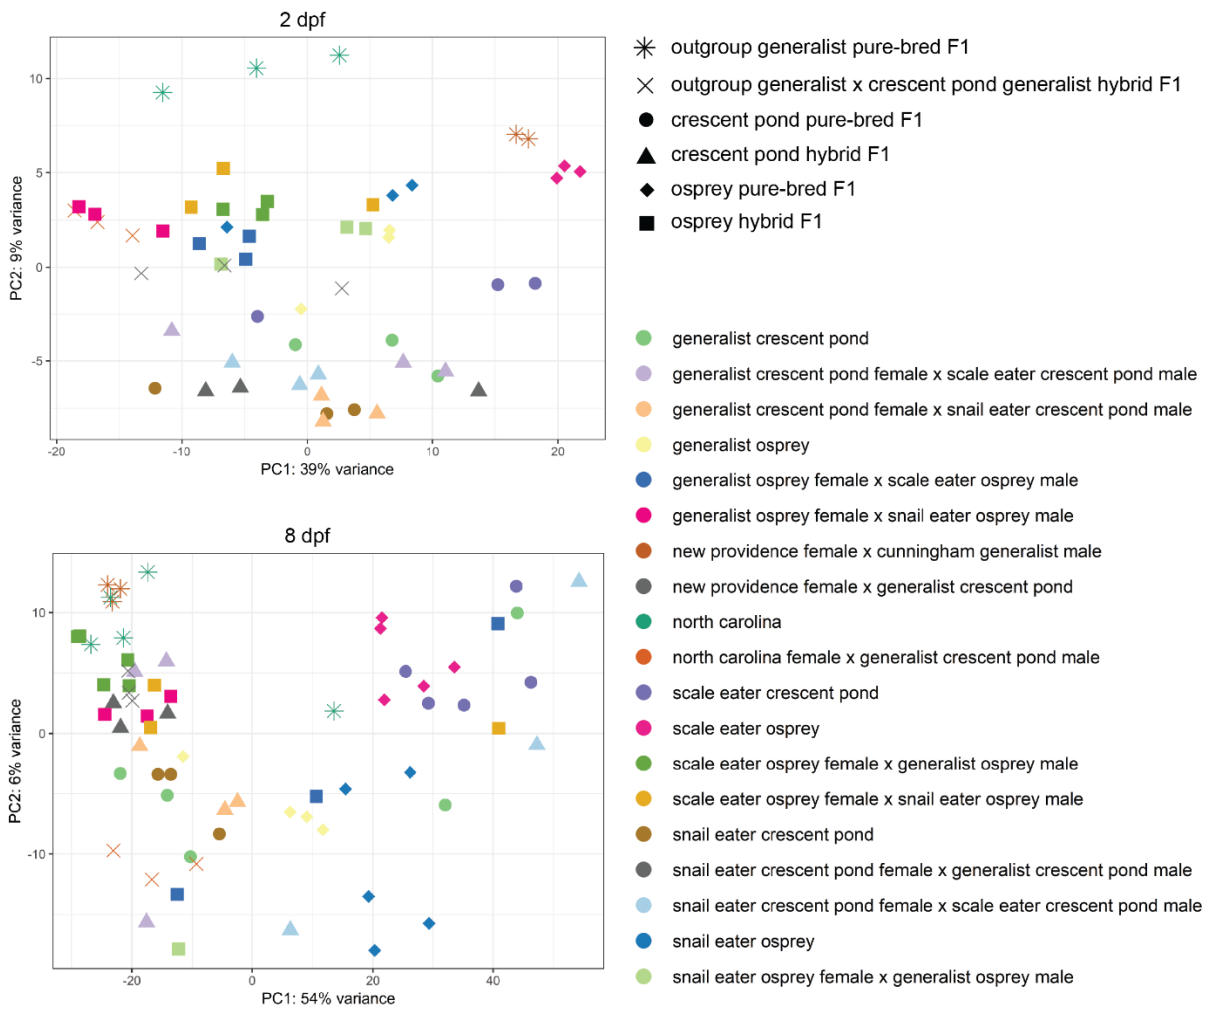 2 dpf
10
5
0
-5
-20
-10
0
10
20
PC2: 9% variance
PC1: 39% variance
8 dpf
10
0
-10
-20
0
20
40
PC2: 6% variance
PC1: 54% variance
outgroup generalist pure-bred F1
outgroup generalist x crescent pond generalist hybrid F1
crescent pond pure-bred F1
crescent pond hybrid F1
osprey pure-bred F1
osprey hybrid F1
generalist crescent pond
generalist crescent pond female x scale eater crescent pond male
generalist crescent pond female x snail eater crescent pond male
generalist osprey
generalist osprey female x scale eater osprey male
generalist osprey female x snail eater osprey male
new providence female x cunningham generalist male
new providence female x generalist crescent pond
north carolina
north carolina female x generalist crescent pond male
scale eater crescent pond
scale eater osprey
scale eater osprey female x generalist osprey male
scale eater osprey female x snail eater osprey male
snail eater crescent pond
snail eater crescent pond female x generalist crescent pond male
snail eater crescent pond female x scale eater crescent pond male
snail eater osprey
snail eater osprey female x generalist osprey male